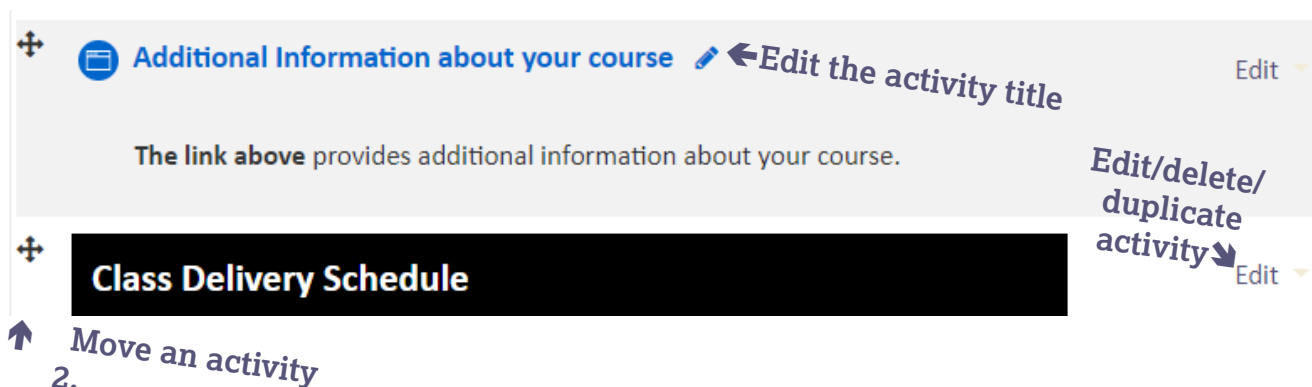 Additional Information about your course
Edit the activity title
Edit
The link above provides additional information about your course.
Edit/delete/
duplicate
activity
Class Delivery Schedule
Edit
Move an activity
2.